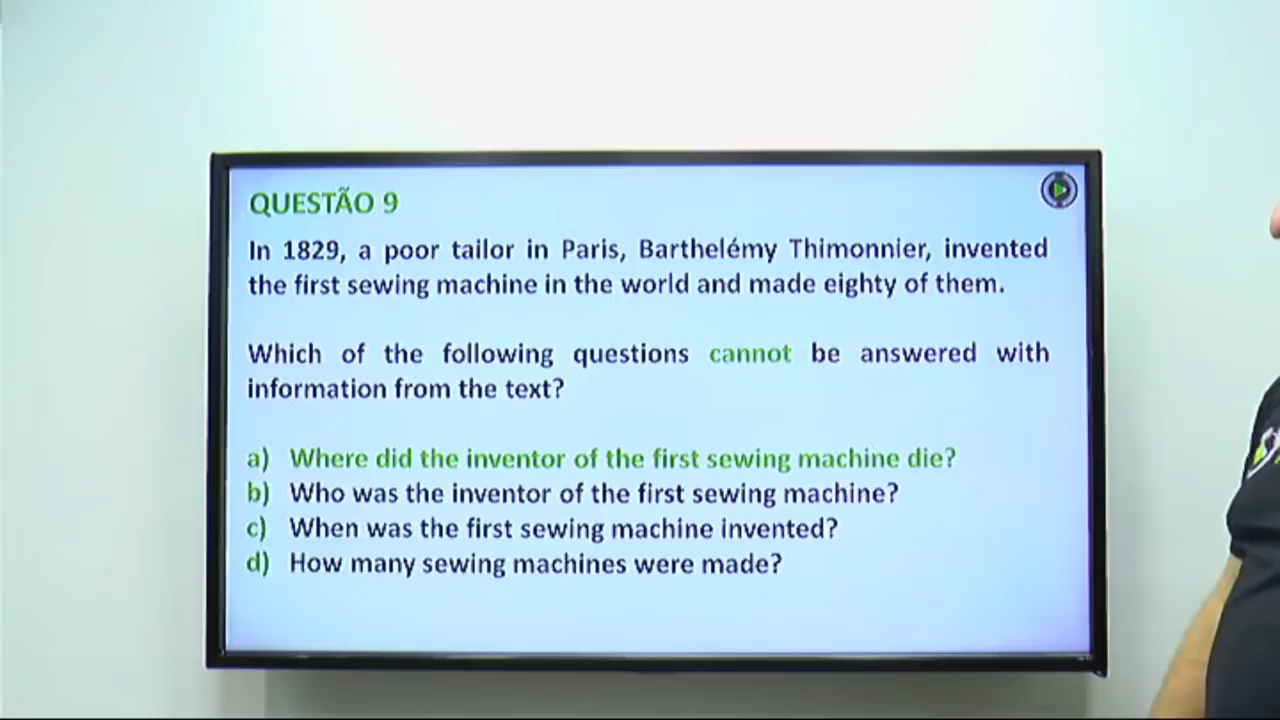 QUESTÃO 9
In 1829, a poor tailor in Paris, Barthelémy Thimonnier, invented
the first sewing machine in the world and made eighty of them.
Which of the following questions cannot be answered with
information from the text?
a) Where did the inventor of the first sewing machine die?
b) Who was the inventor of the first sewing machine?
c) When was the first sewing machine invented?
d) How many sewing machines were made?